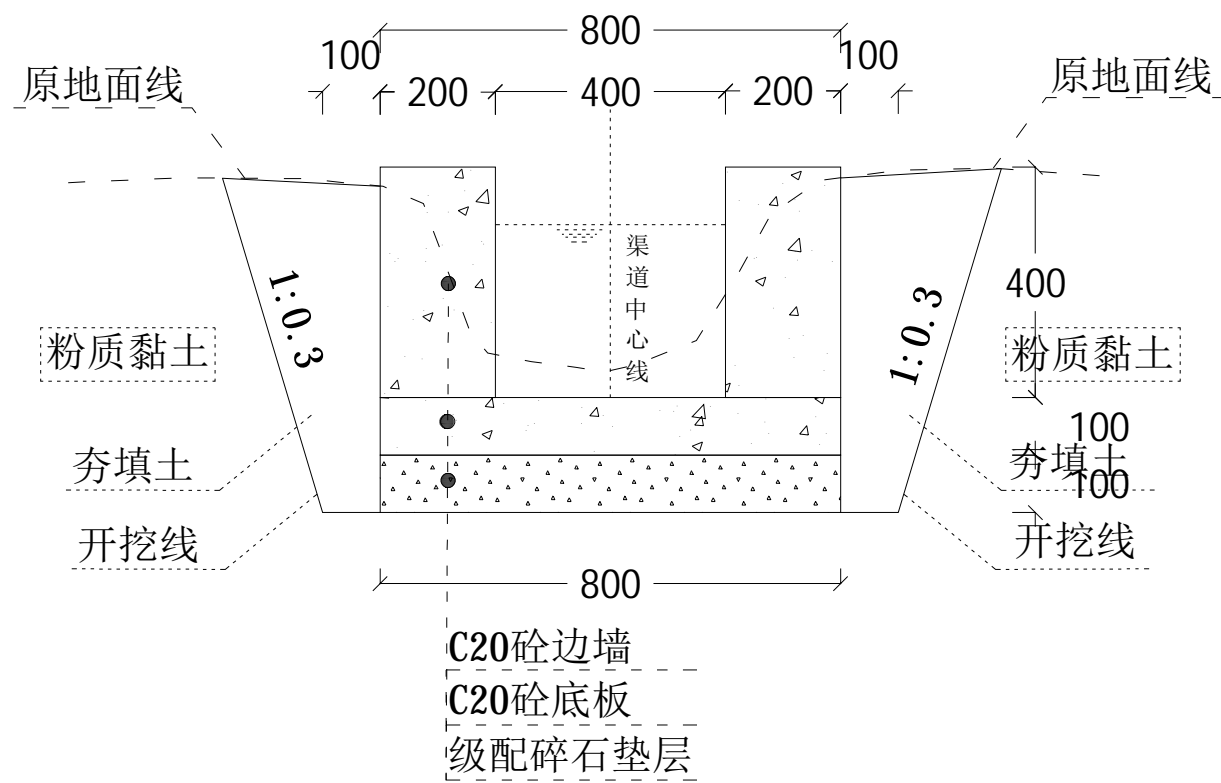 800
100
100
200
400
200
原地面线
原地面线
渠道中心线
1:0.3
1:0.3
400
粉质黏土
粉质黏土
100
夯填土
夯填土
100
开挖线
开挖线
800
C20砼边墙
C20砼底板
级配碎石垫层